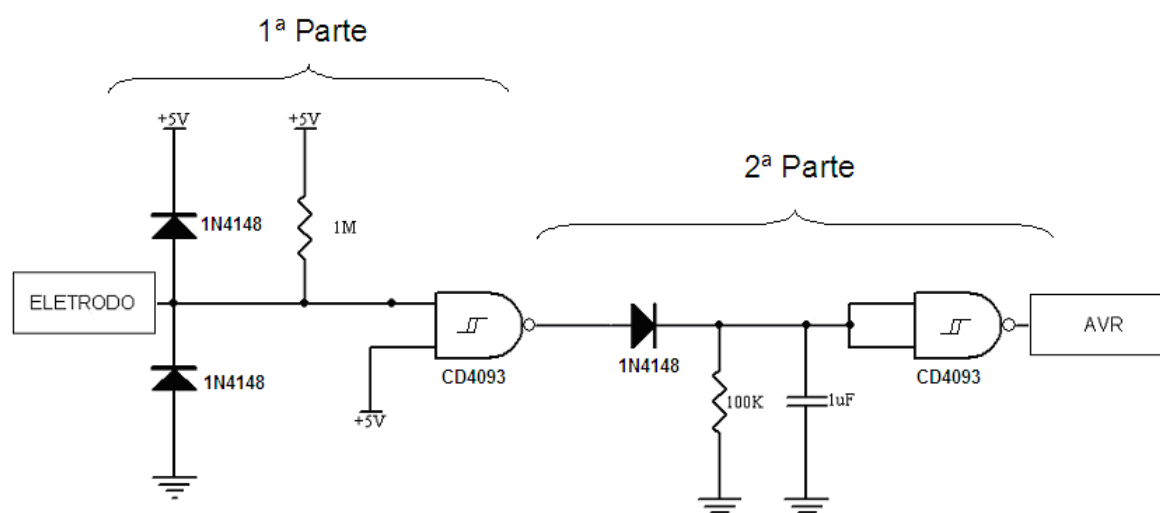 1ª Parte
2ª Parte
+5V
+5V
1N4148
1M
ELETRODO
1N4148
CD4093
+5V
1N4148
100K
1uF
CD4093
AVR